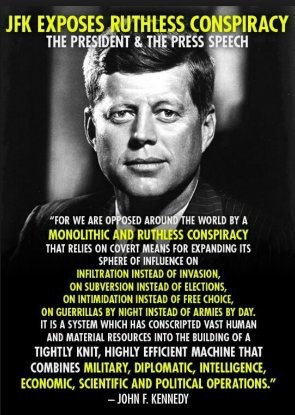 JFK EXPOSES RUTHLESS CONSPIRACY
THE PRESIDENT & THE PRESS SPEECH
"FOR WE ARE OPPOSED AROUND THE WORLD BY A
MONOLITHIC AND RUTHLESS CONSPIRACY
THAT RELIES ON COVERT MEANS FOR EXPANDING ITS
SPHERE OF INFLUENCE ON
INFILTRATION INSTEAD OF INVASION,
ON SUBVERSION INSTEAD OF ELECTIONS,
ON INTIMIDATION INSTEAD OF FREE CHOICE,
ON GUERRILLAS BY NIGHT INSTEAD OF ARMIES BY DAY.
IT IS A SYSTEM WHICH HAS CONSCRIPTED VAST HUMAN
AND MATERIAL RESOURCES INTO THE BUILDING OF A
TIGHTLY KNIT, HIGHLY EFFICIENT MACHINE THAT
COMBINES MILITARY, DIPLOMATIC, INTELLIGENCE,
ECONOMIC, SCIENTIFIC AND POLITICAL OPERATIONS."
– JOHN F. KENNEDY